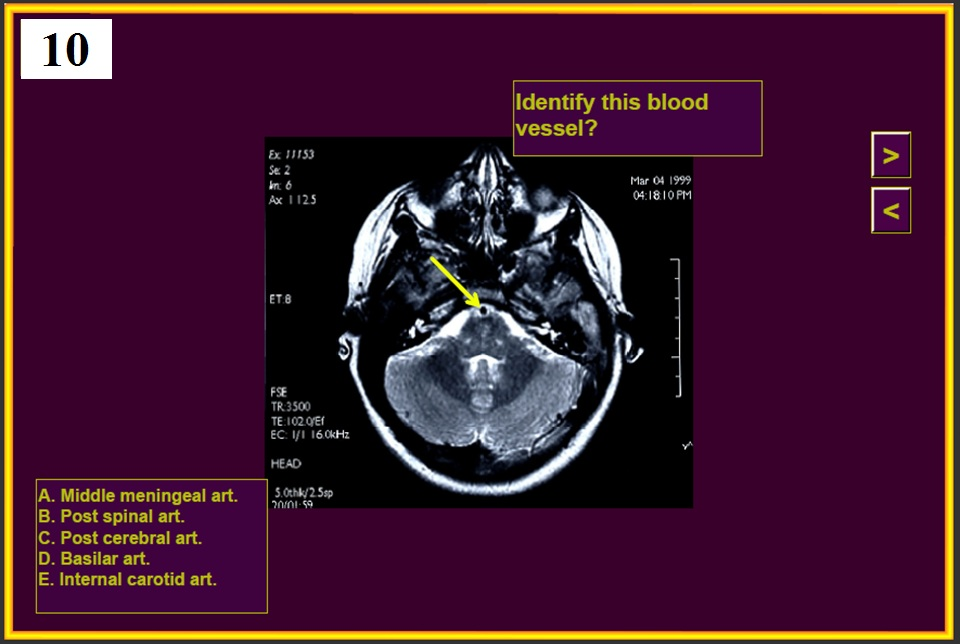 10
Identify this blood
vessel?
>
<
Ex: 11153
Se: 2
Im: 6
Ax: I 12.5
Mar 04 1999
04:18:10 PM
ET:8
FSE
TR:3500
TE:102.0/Ef
EC: 1/1 16.0kHz
HEAD
5.0thk/2.5sp
20/01:59
A. Middle meningeal art.
B. Post spinal art.
C. Post cerebral art.
D. Basilar art.
E. Internal carotid art.